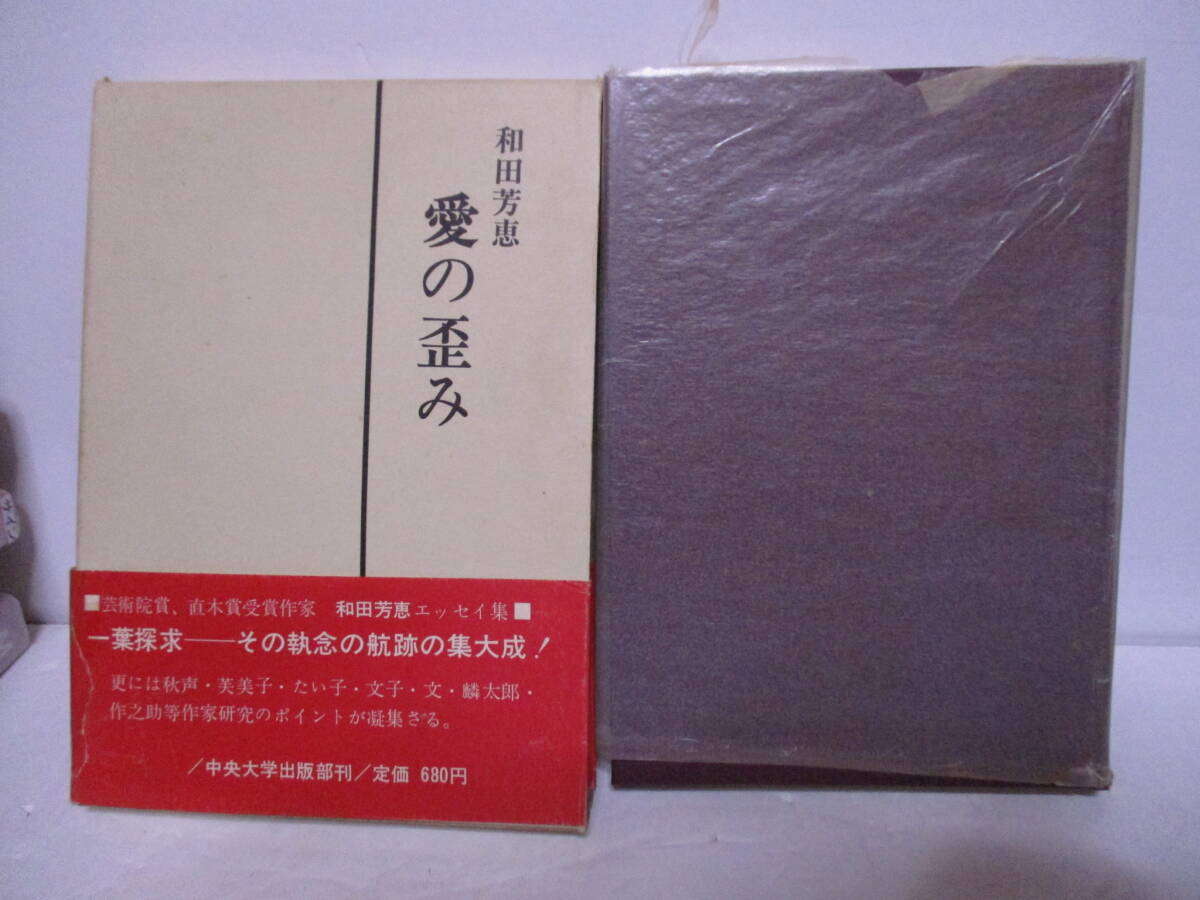 和田芳恵
愛の歪み
■芸術院賞、直木賞受賞作家 和田芳恵エッセイ集■
一葉探求――その執念の航跡の集大成!
更には秋声・芙美子・たい子・文子・文・麟太郎・
作之助等作家研究のポイントが凝集さる。
/中央大学出版部刊/定価 680円